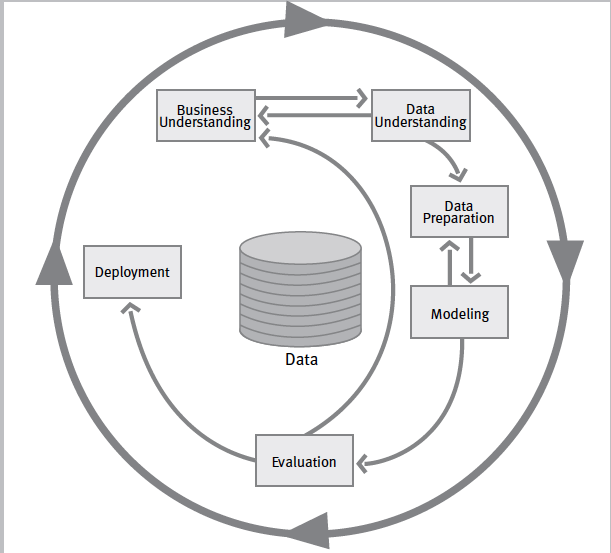 Business
Understanding
Data
Understanding
Data
Preparation
Deployment
Modeling
Data
Evaluation